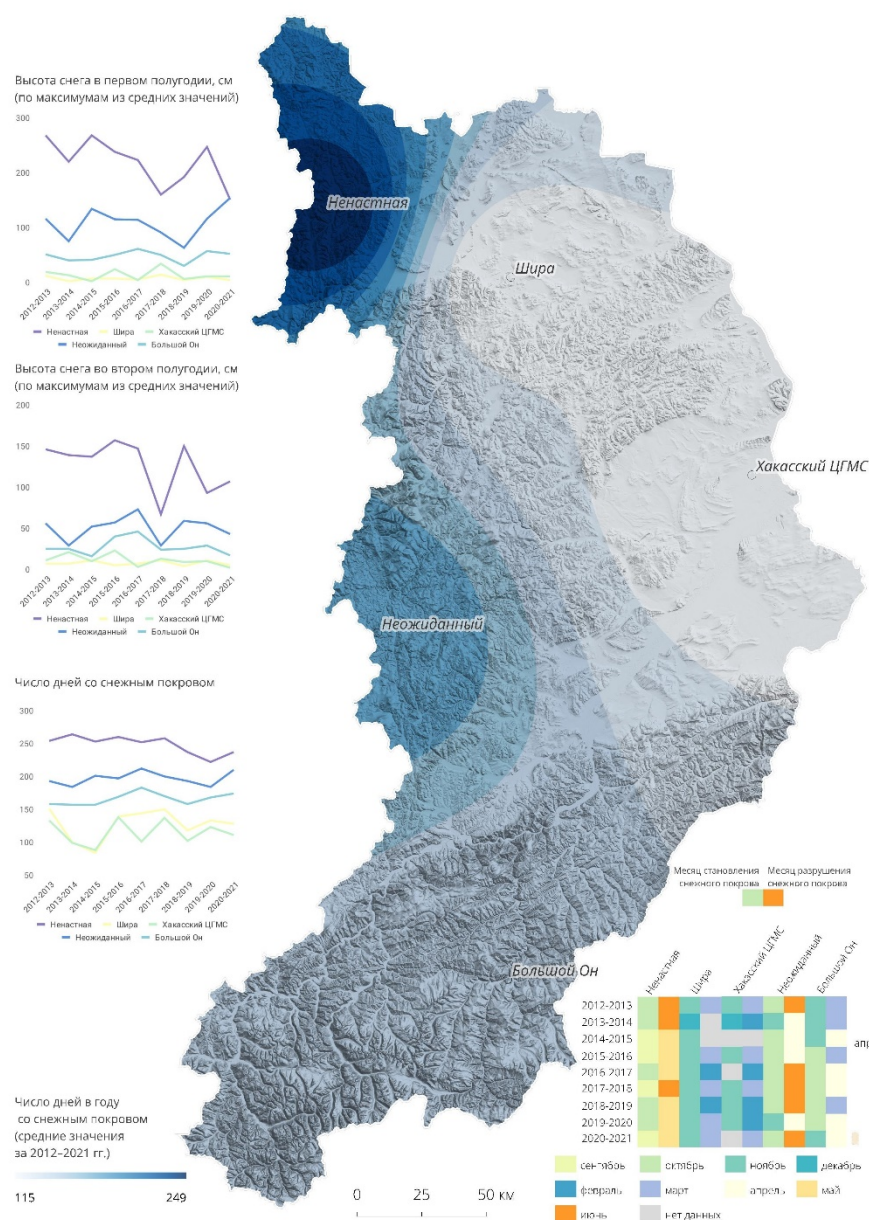 Высота снега в первом полугодии, см
(по максимумам из средних значений)
300
200
100
0
2012-2013
2013-2014
2014-2015
2015-2016
2016-2017
2017-2018
2018-2019
2019-2020
2020-2021
Ненастная
Шира
Хакасский ЦГМС
Неожиданный
Большой Он
Высота снега во втором полугодии, см
(по максимумам из средних значений)
200
150
100
50
0
2012-2013
2013-2014
2014-2015
2015-2016
2016-2017
2017-2018
2018-2019
2019-2020
2020-2021
Ненастная
Шира
Хакасский ЦГМС
Неожиданный
Большой Он
Число дней со снежным покровом
300
250
200
150
100
50
2012-2013
2013-2014
2014-2015
2015-2016
2016-2017
2017-2018
2018-2019
2019-2020
2020-2021
Ненастная
Шира
Хакасский ЦГМС
Неожиданный
Большой Он
Число дней в году
со снежным покровом
(средние значения
за 2012–2021 гг.)
115
249
Ненастная
Шира
Хакасский ЦГМС
Неожиданный
Большой Он
0
25
50 км
Месяц становления
снежного покрова
Месяц разрушения
снежного покрова
Ненастная
Шира
Хакасский ЦГМС
Неожиданный
Большой Он
2012-2013
2013-2014
2014-2015
2015-2016
2016-2017
2017-2018
2018-2019
2019-2020
2020-2021
апр
сентябрь
октябрь
ноябрь
декабрь
февраль
март
апрель
май
июнь
нет данных